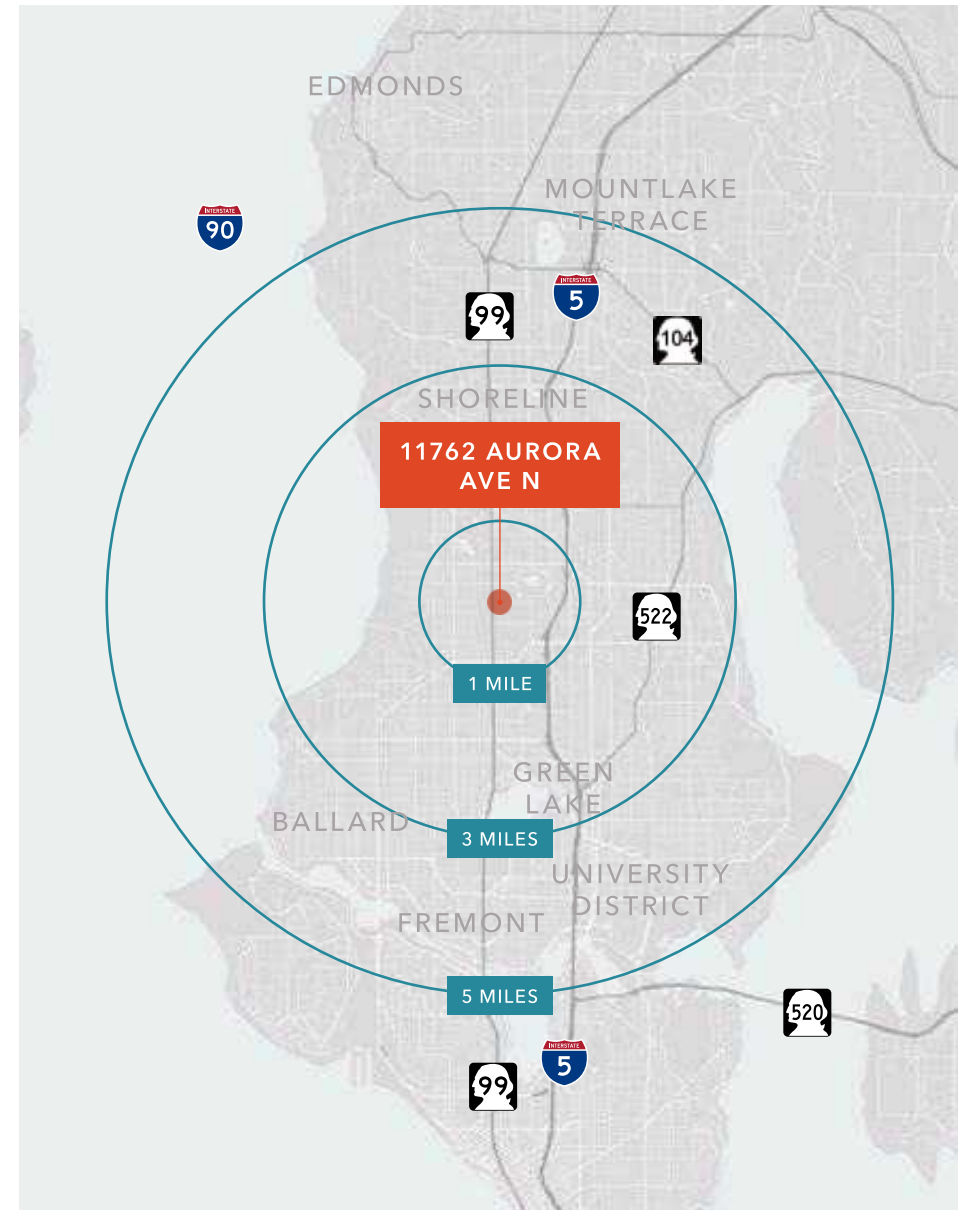 EDMONDS
MOUNTLAKE
TERRACE
INTERSTATE
90
INTERSTATE
5
99
104
SHORELINE
11762 AURORA
AVE N
522
1 MILE
GREEN
LAKE
BALLARD
3 MILES
UNIVERSITY
DISTRICT
FREMONT
5 MILES
520
INTERSTATE
5
99